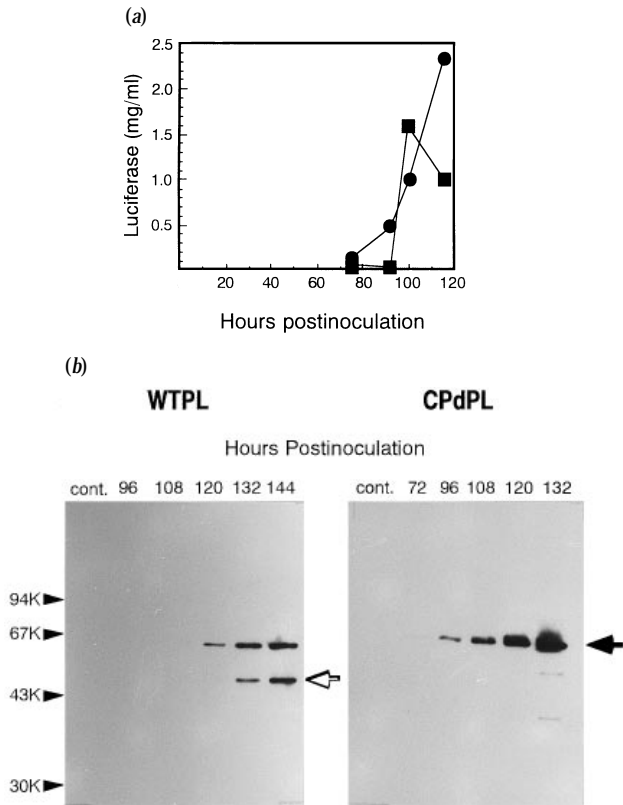 (a)
Luciferase (mg/ml)
2.5
2.0
1.5
1.0
0.5
20 40 60 80 100 120
Hours postinoculation
(b)
WTPL CPdPL
Hours Postinoculation
cont. 96 108 120 132 144 cont. 72 96 108 120 132
94K
67K
43K
30K